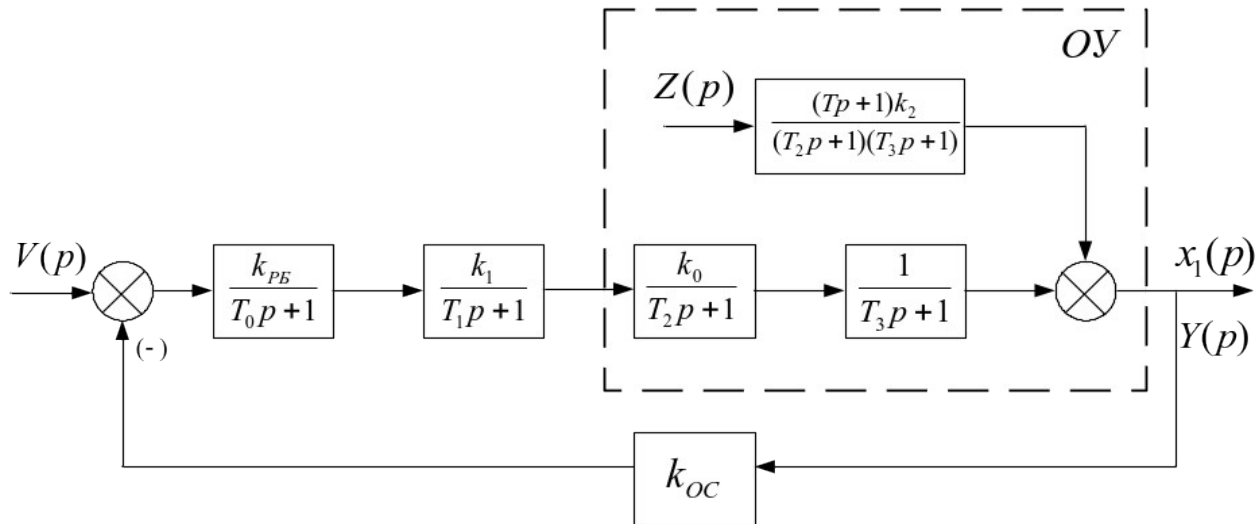 ОУ
Z(p)
(Tp+1)k₂
(T₂p+1)(T₃p+1)
V(p)
k_РБ
T₀p+1
k₁
T₁p+1
k₀
T₂p+1
1
T₃p+1
x₁(p)
Y(p)
(-)
k_ОС